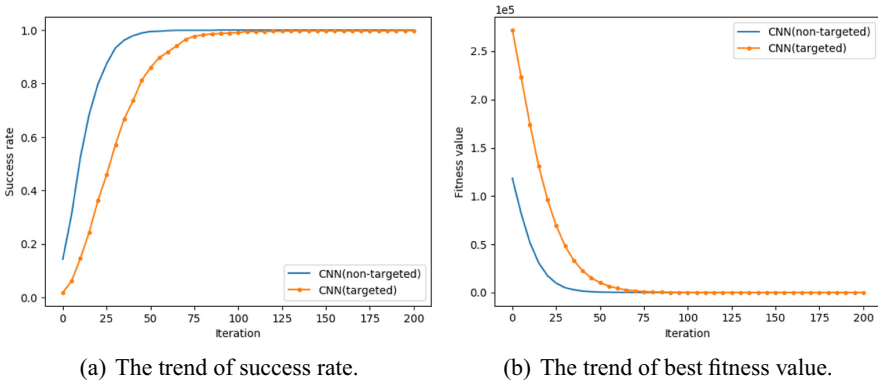 1.0
0.8
0.6
0.4
0.2
0.0
Success rate
CNN(non-targeted)
CNN(targeted)
0 25 50 75 100 125 150 175 200
Iteration
(a) The trend of success rate.
1e5
2.5
2.0
1.5
1.0
0.5
0.0
Fitness value
CNN(non-targeted)
CNN(targeted)
0 25 50 75 100 125 150 175 200
Iteration
(b) The trend of best fitness value.